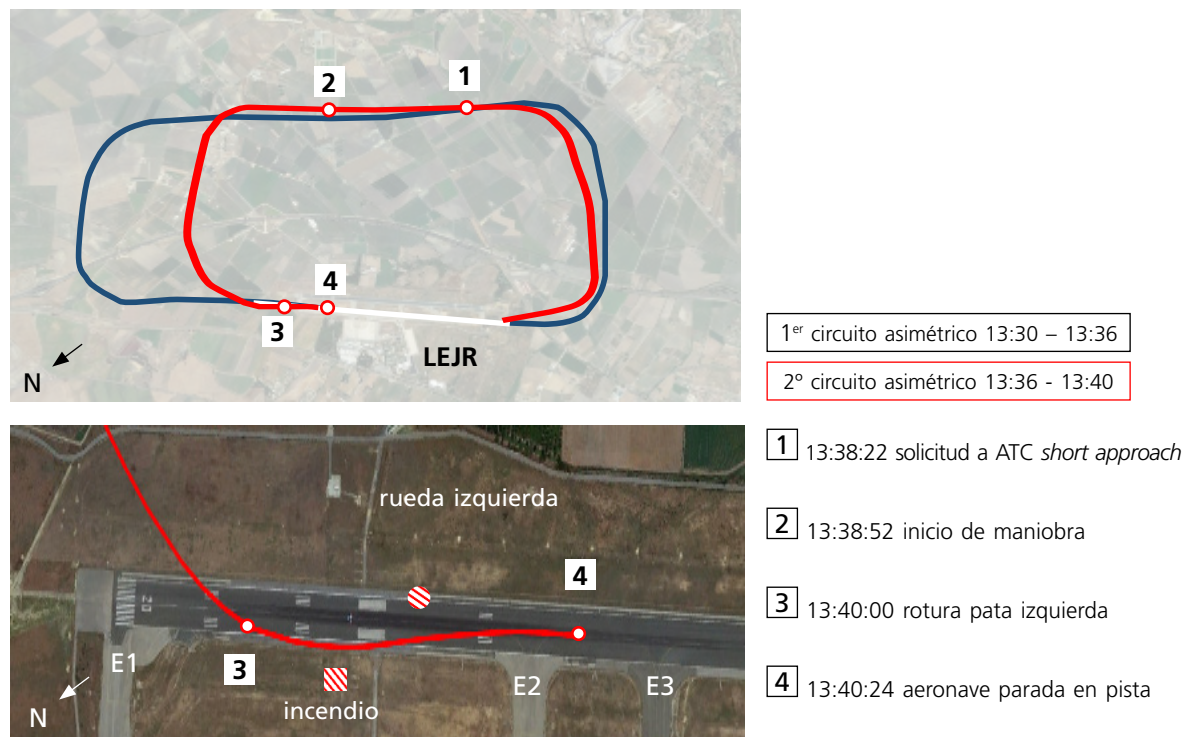 2
1
4
3
LEJR
N
1er circuito asimétrico 13:30 – 13:36
2º circuito asimétrico 13:36 - 13:40
1 13:38:22 solicitud a ATC short approach
2 13:38:52 inicio de maniobra
3 13:40:00 rotura pata izquierda
4 13:40:24 aeronave parada en pista
rueda izquierda
4
20
E1
3
E2
E3
incendio
N